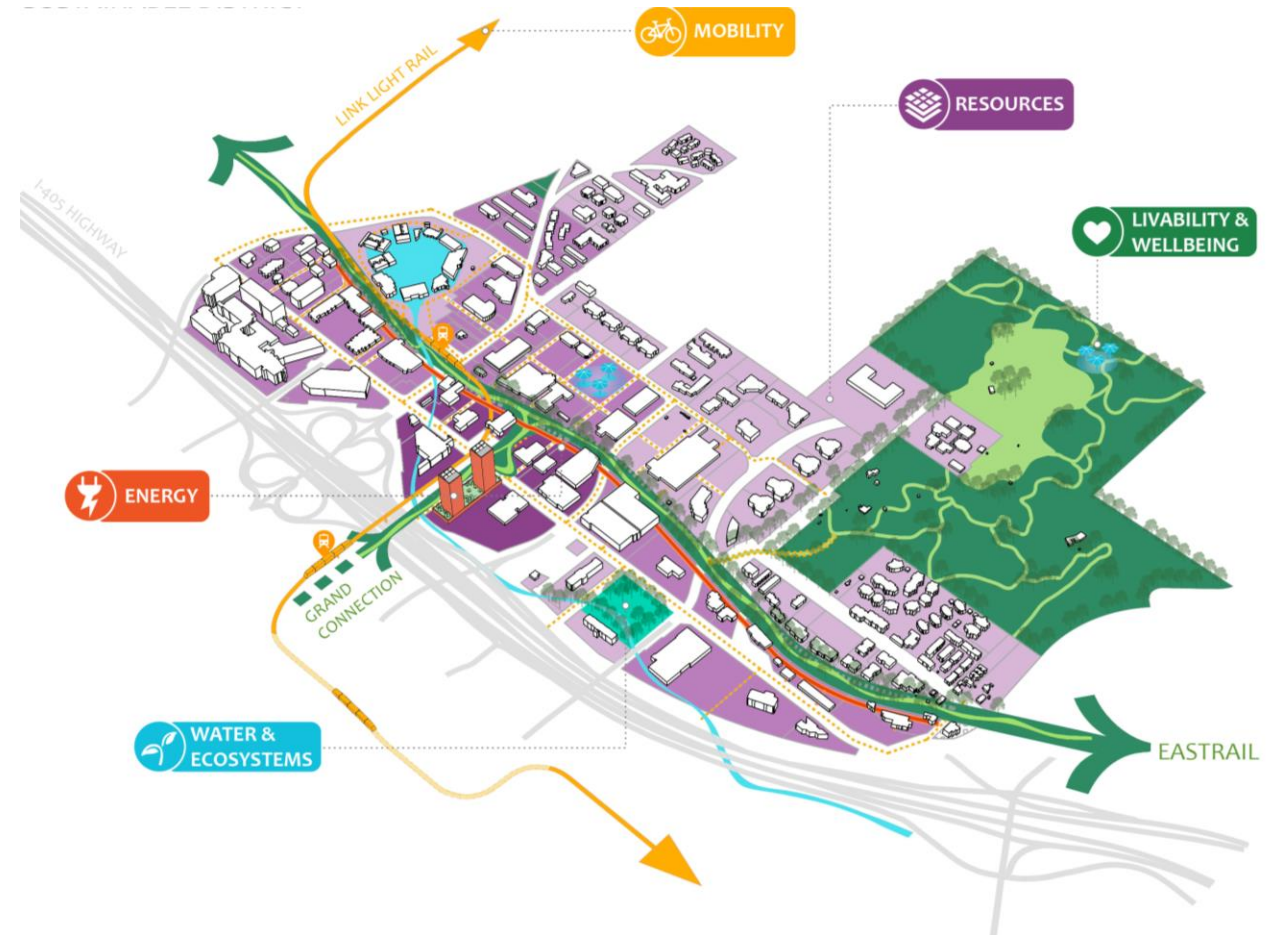 MOBILITY
LINK LIGHT RAIL
RESOURCES
I-405 HIGHWAY
LIVABILITY &
WELLBEING
ENERGY
GRAND
CONNECTION
WATER &
ECOSYSTEMS
EASTRAIL